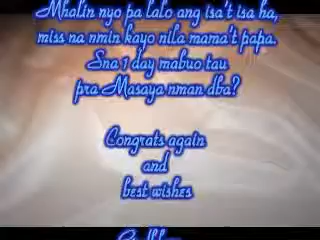 Mhalin nyo pa lalo ang isa't isa ha,
miss na nmin kayo nila mama't papa.
Sna 1 day mabuo tau
pra Masaya nman dba?
Congrats again
and
best wishes